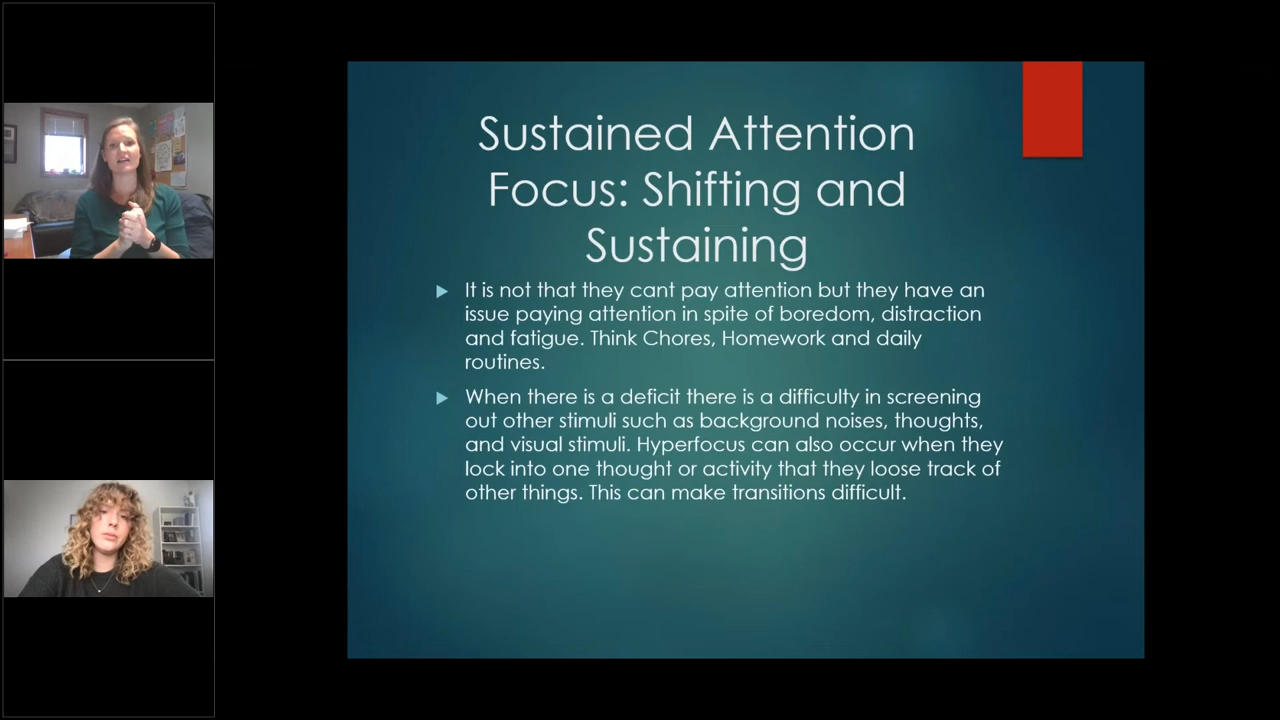 Sustained Attention
Focus: Shifting and
Sustaining
It is not that they cant pay attention but they have an
issue paying attention in spite of boredom, distraction
and fatigue. Think Chores, Homework and daily
routines.
When there is a deficit there is a difficulty in screening
out other stimuli such as background noises, thoughts,
and visual stimuli. Hyperfocus can also occur when they
lock into one thought or activity that they loose track of
other things. This can make transitions difficult.